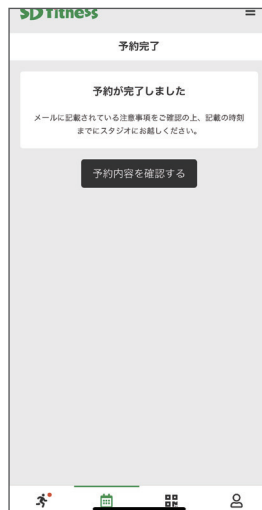 SD fitness
予約完了
予約が完了しました
メールに記載されている注意事項をご確認の上、記載の時刻
までにスタジオにお越しください。
予約内容を確認する